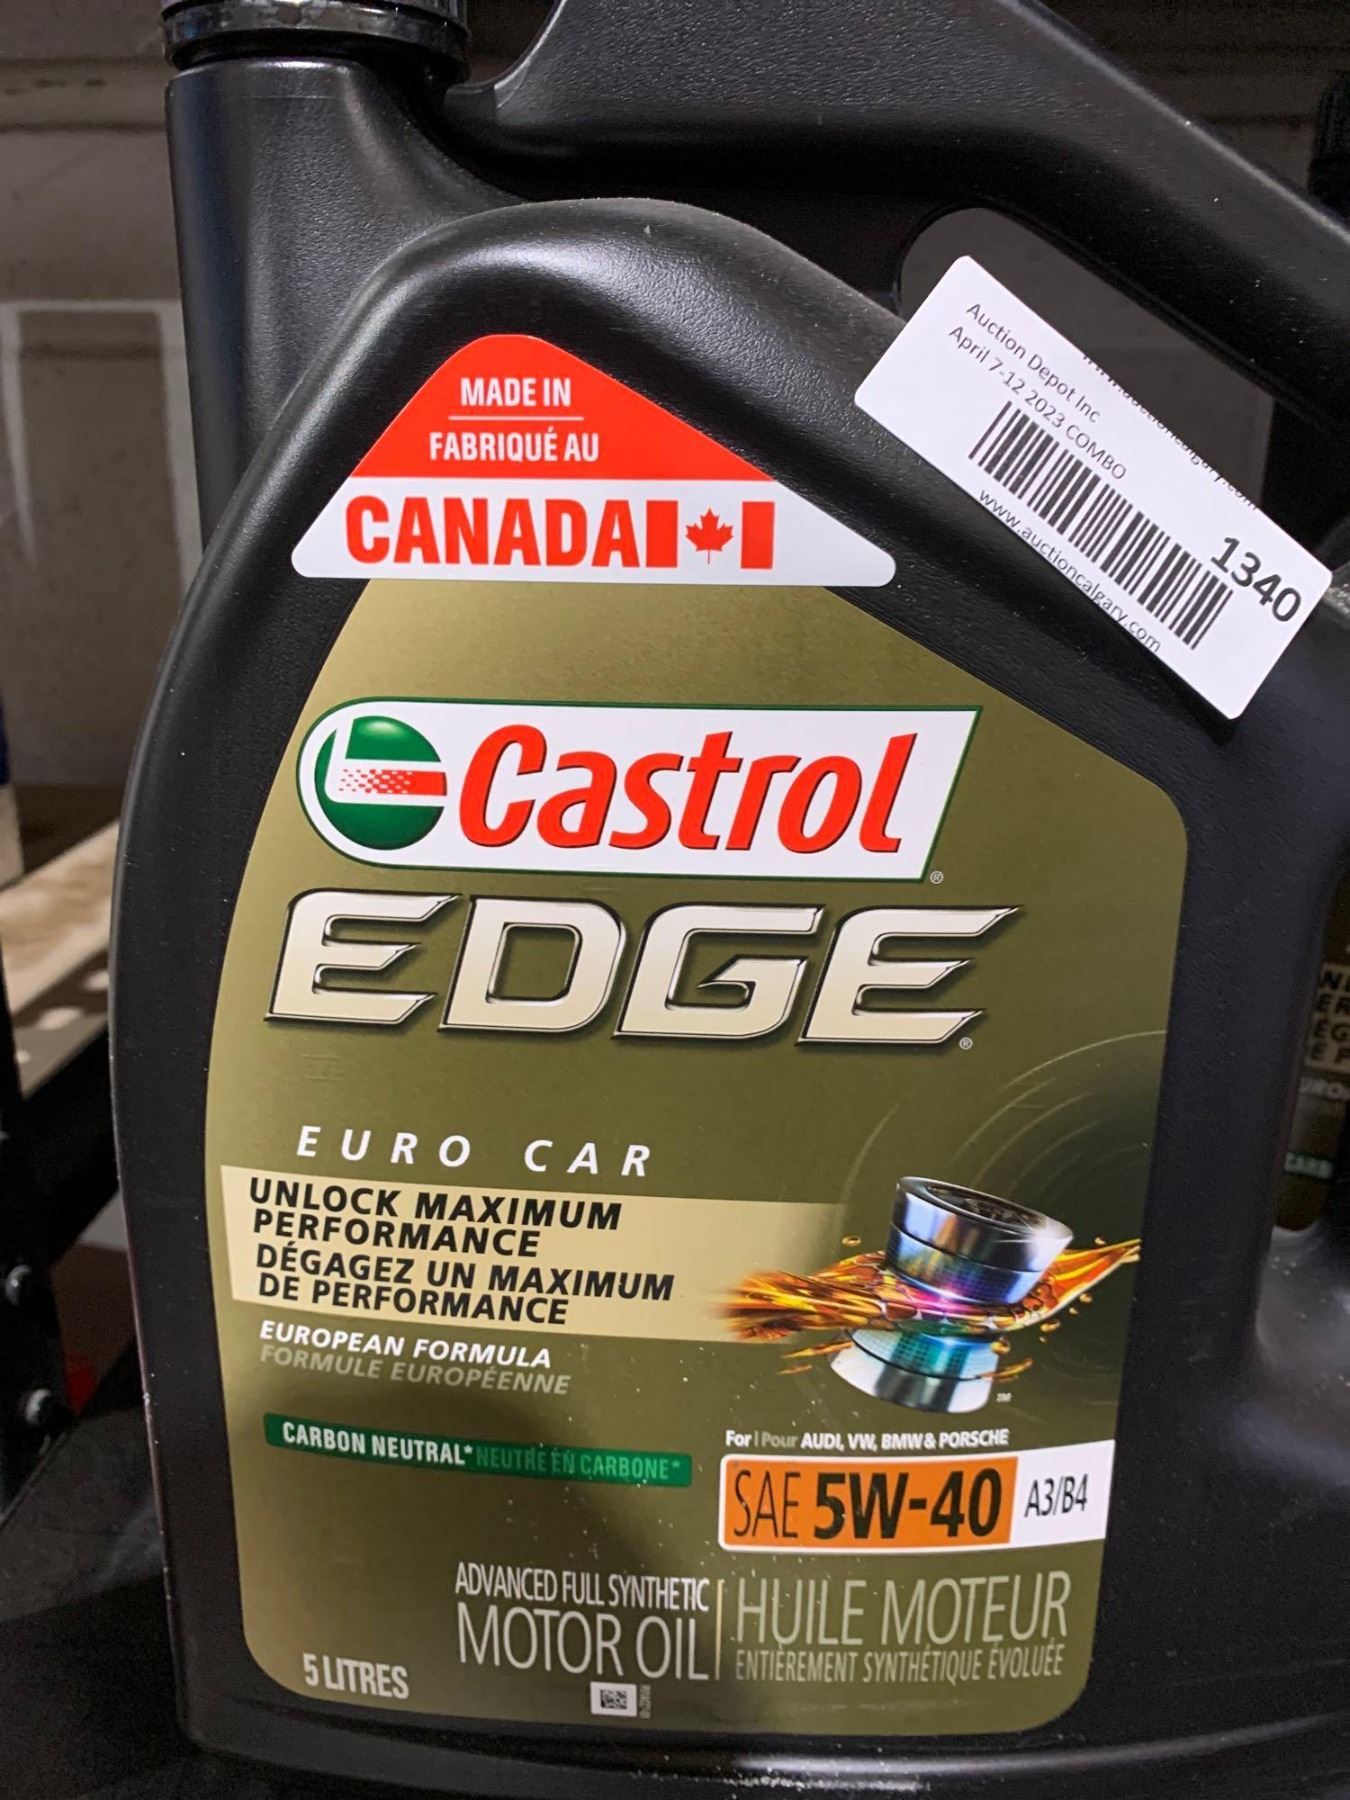 Auction Depot Inc
April 7-12 2023 COMBO
1340
www.auctioncalgary.com
MADE IN
FABRIQUÉ AU
CANADA
Castrol®
EDGE®
EURO CAR
UNLOCK MAXIMUM
PERFORMANCE
DÉGAGEZ UN MAXIMUM
DE PERFORMANCE
EUROPEAN FORMULA
FORMULE EUROPÉENNE
TM
CARBON NEUTRAL* NEUTRE EN CARBONE*
For | Pour AUDI, VW, BMW & PORSCHE
SAE 5W-40 A3/B4
ADVANCED FULL SYNTHETIC
MOTOR OIL
HUILE MOTEUR
ENTIÈREMENT SYNTHÉTIQUE ÉVOLUÉE
5 LITRES